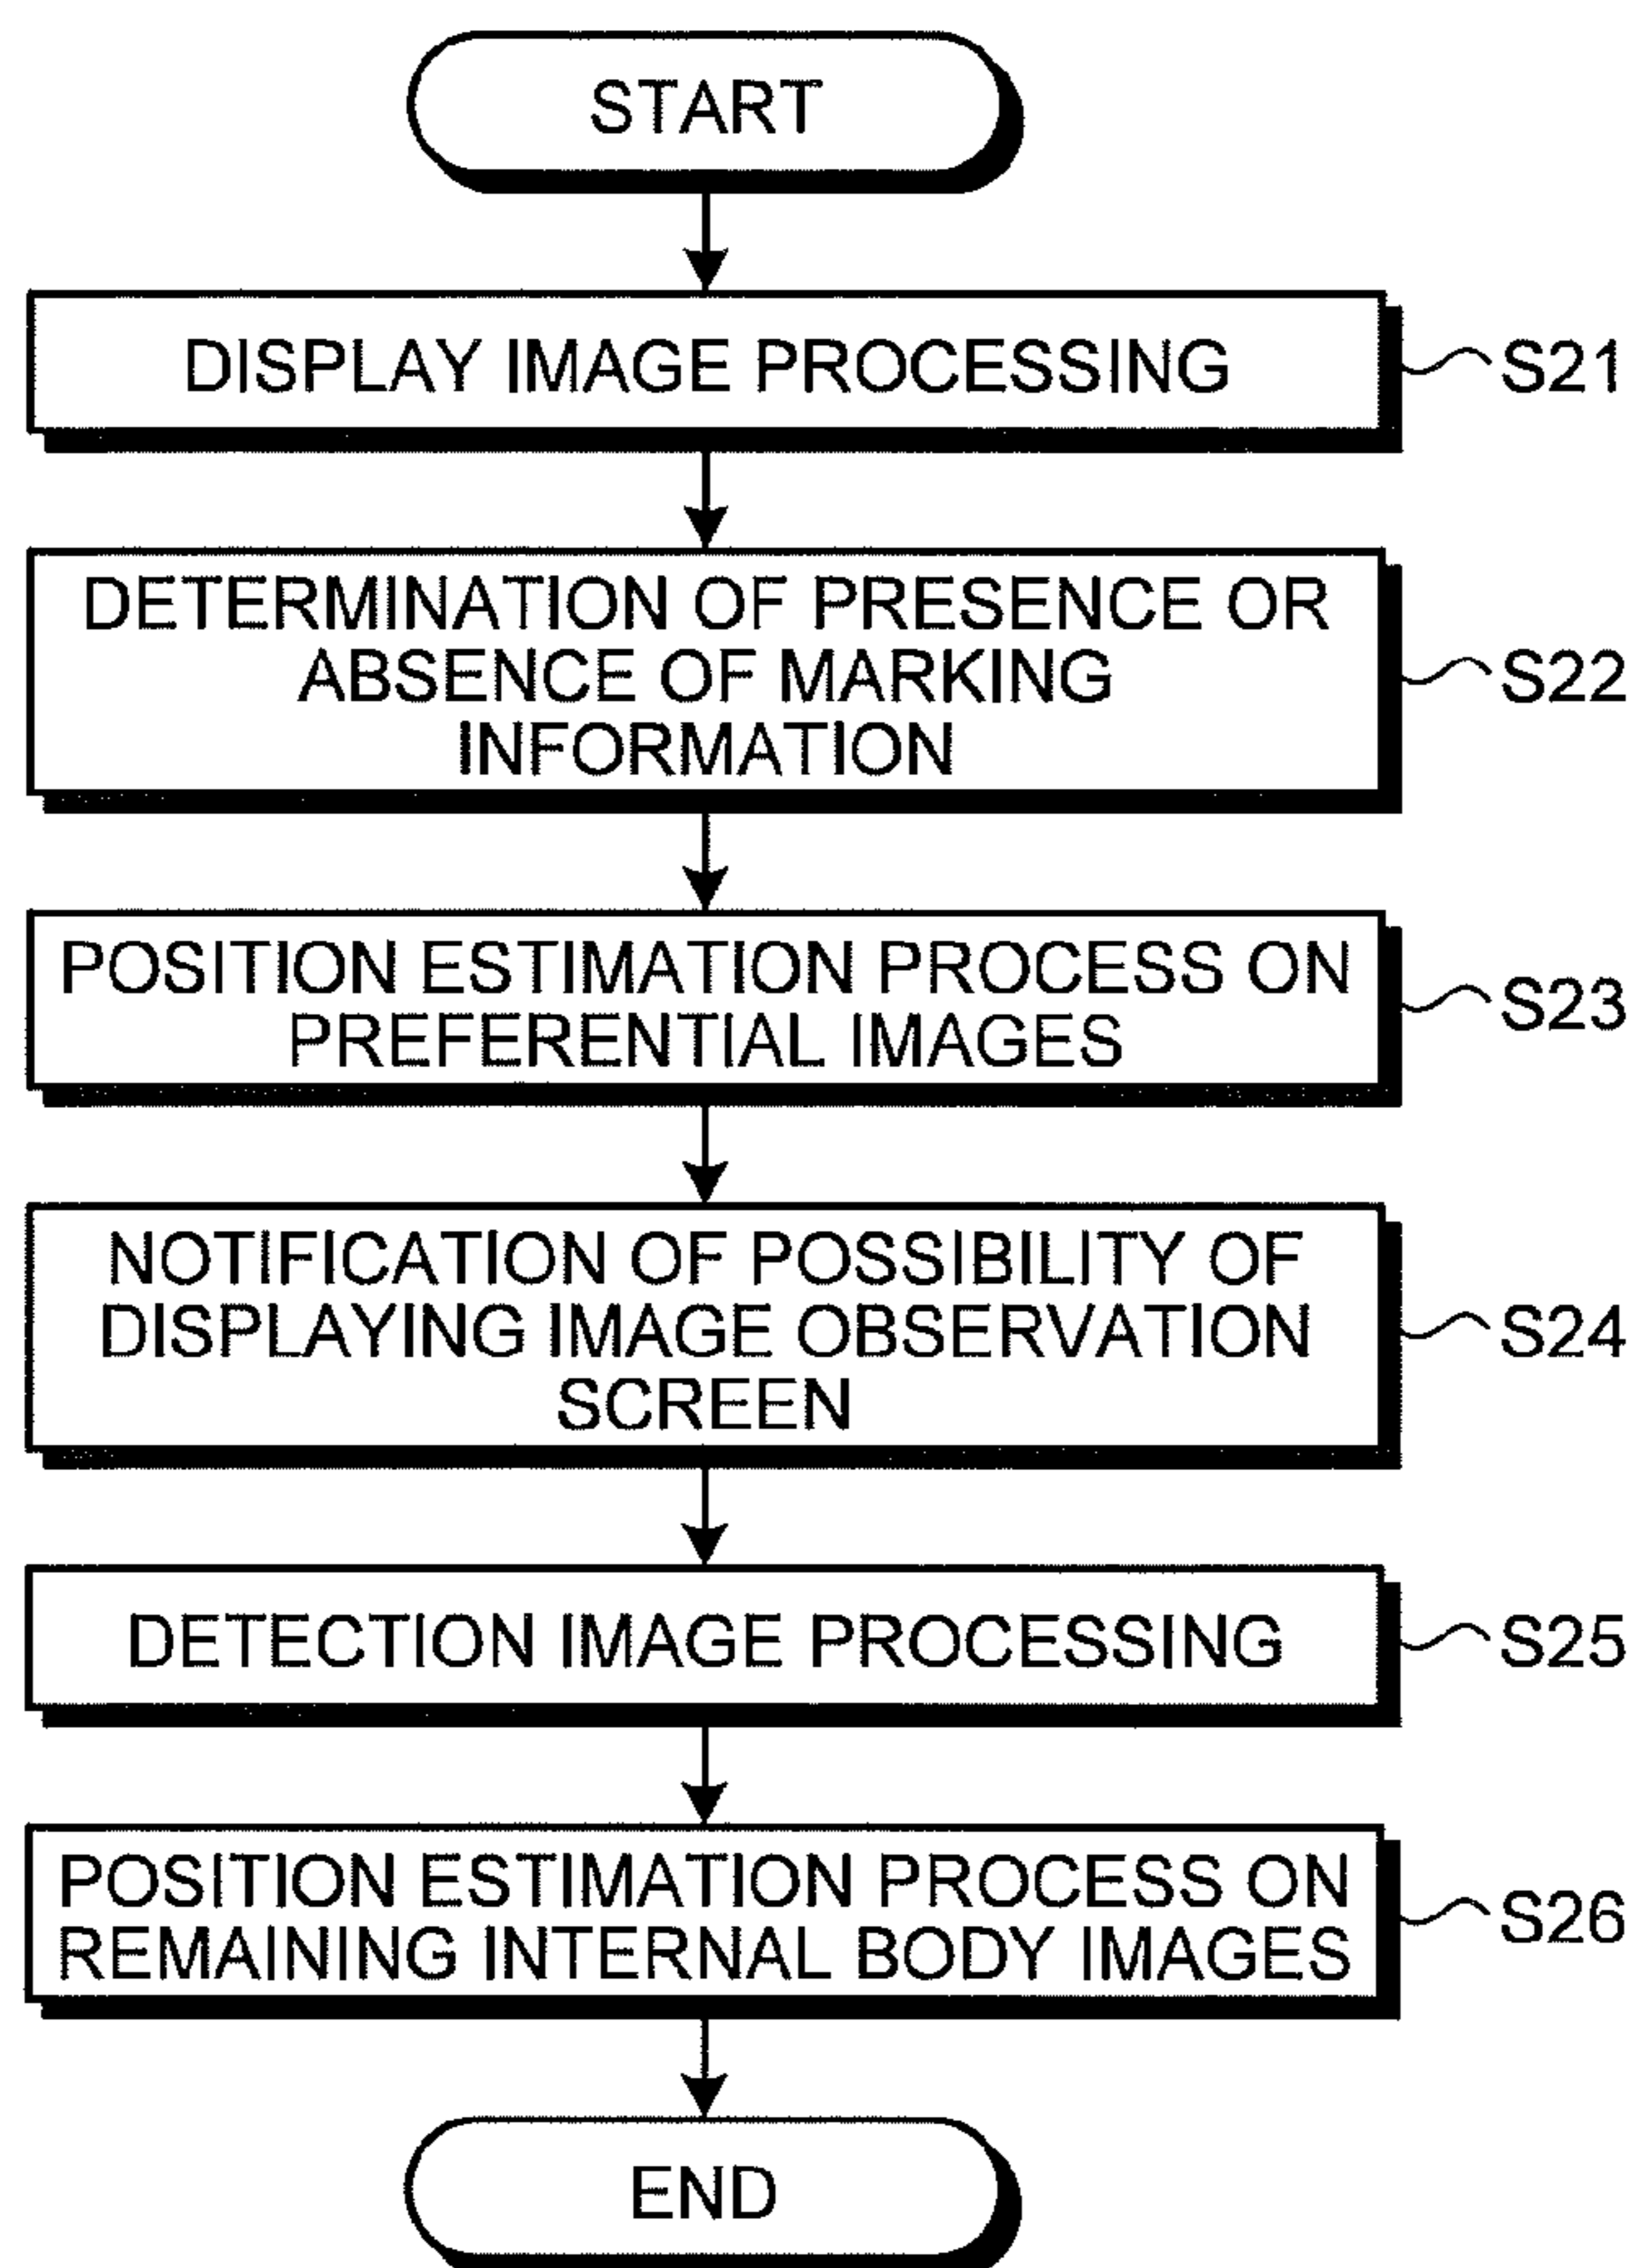 START
DISPLAY IMAGE PROCESSING
S21
DETERMINATION OF PRESENCE OR
ABSENCE OF MARKING
INFORMATION
S22
POSITION ESTIMATION PROCESS ON
PREFERENTIAL IMAGES
S23
NOTIFICATION OF POSSIBILITY OF
DISPLAYING IMAGE OBSERVATION
SCREEN
S24
DETECTION IMAGE PROCESSING
S25
POSITION ESTIMATION PROCESS ON
REMAINING INTERNAL BODY IMAGES
S26
END